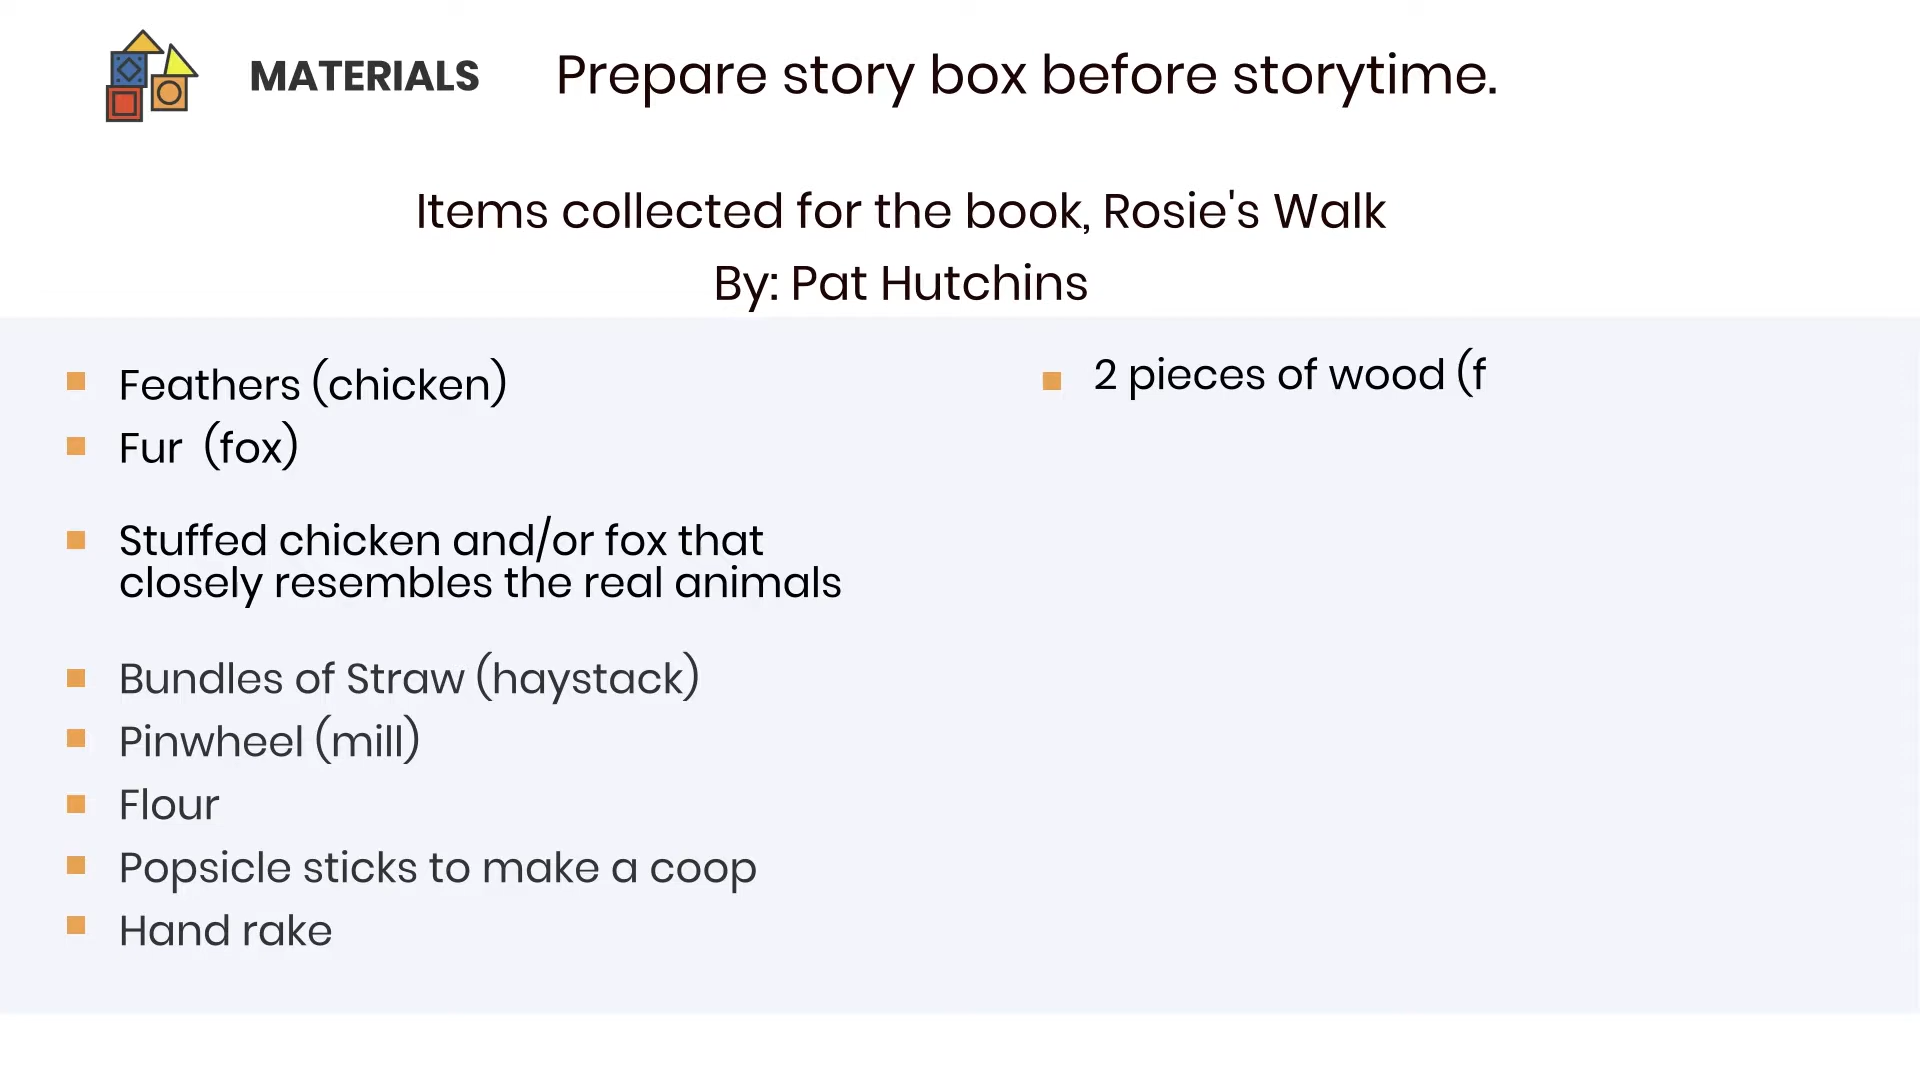 MATERIALS
Prepare story box before storytime.
Items collected for the book, Rosie's Walk
By: Pat Hutchins
Feathers (chicken)
Fur (fox)
Stuffed chicken and/or fox that
closely resembles the real animals
Bundles of Straw (haystack)
Pinwheel (mill)
Flour
Popsicle sticks to make a coop
Hand rake
2 pieces of wood (f